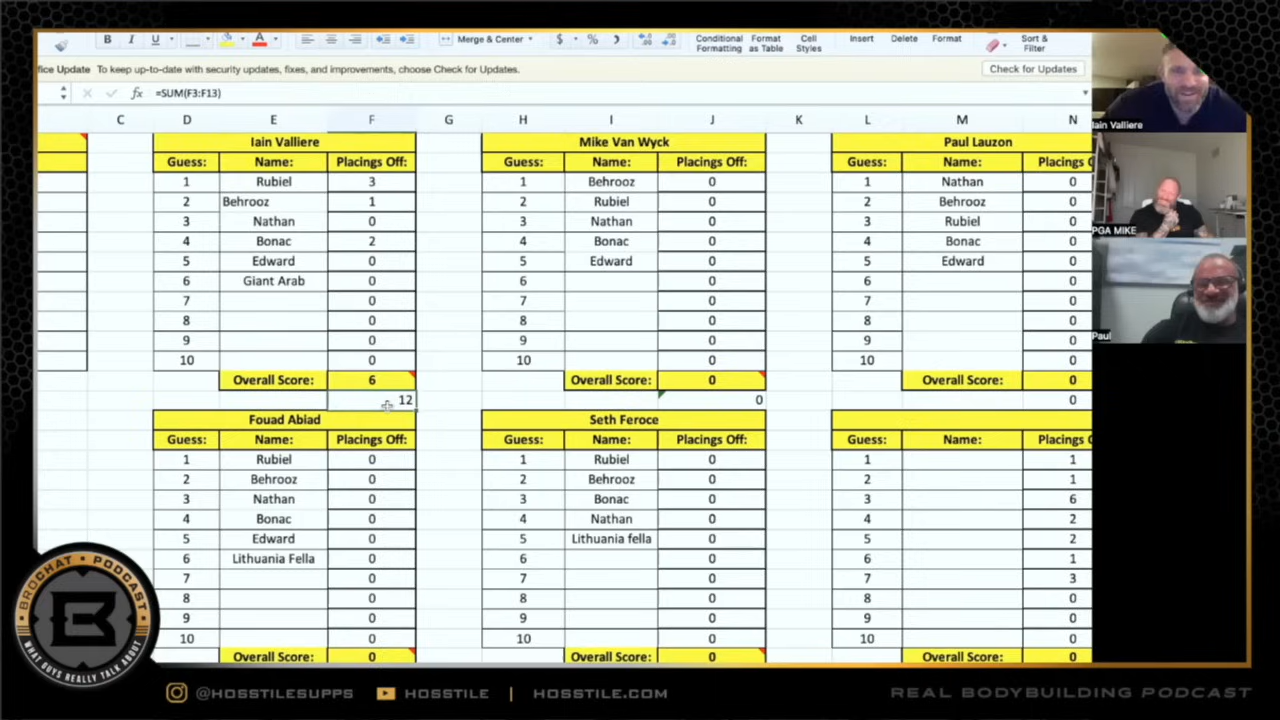 B I U A Merge & Center $ % Conditional Formatting Format as Table Cell Styles Insert Delete Format Sort & Filter
fice Update To keep up-to-date with security updates, fixes, and improvements, choose Check for Updates. Check for Updates
fx =SUM(F3:F13)
C D E F G H I J K L M N
Iain Valliere Mike Van Wyck Paul Lauzon
Guess: Name: Placings Off: Guess: Name: Placings Off: Guess: Name: Placings O
1 Rubiel 3 1 Behrooz 0 1 Nathan 0
2 Behrooz 1 2 Rubiel 0 2 Behrooz 0
3 Nathan 0 3 Nathan 0 3 Rubiel 0
4 Bonac 2 4 Bonac 0 4 Bonac 0
5 Edward 0 5 Edward 0 5 Edward 0
6 Giant Arab 0 6 0 6 0
7 0 7 0 7 0
8 0 8 0 8 0
9 0 9 0 9 0
10 0 10 0 10 0
Overall Score: 6 Overall Score: 0 Overall Score: 0
12 0 0
Fouad Abiad Seth Feroce
Guess: Name: Placings Off: Guess: Name: Placings Off: Guess: Name: Placings O
1 Rubiel 0 1 Rubiel 0 1 1
2 Behrooz 0 2 Behrooz 0 2 1
3 Nathan 0 3 Bonac 0 3 6
4 Bonac 0 4 Nathan 0 4 2
5 Edward 0 5 Lithuania fella 0 5 2
6 Lithuania Fella 0 6 0 6 1
7 0 7 0 7 3
8 0 8 0 8 0
9 0 9 0 9 0
10 0 10 0 10 0
Overall Score: 0 Overall Score: 0 Overall Score: 0
Iain Valliere
PGA MIKE
Paul
BROCHAT PODCAST
B
WHAT GUYS REALLY TALK ABOUT
@HOSSTILESUPPS HOSSTILE | HOSSTILE.COM REAL BODYBUILDING PODCAST